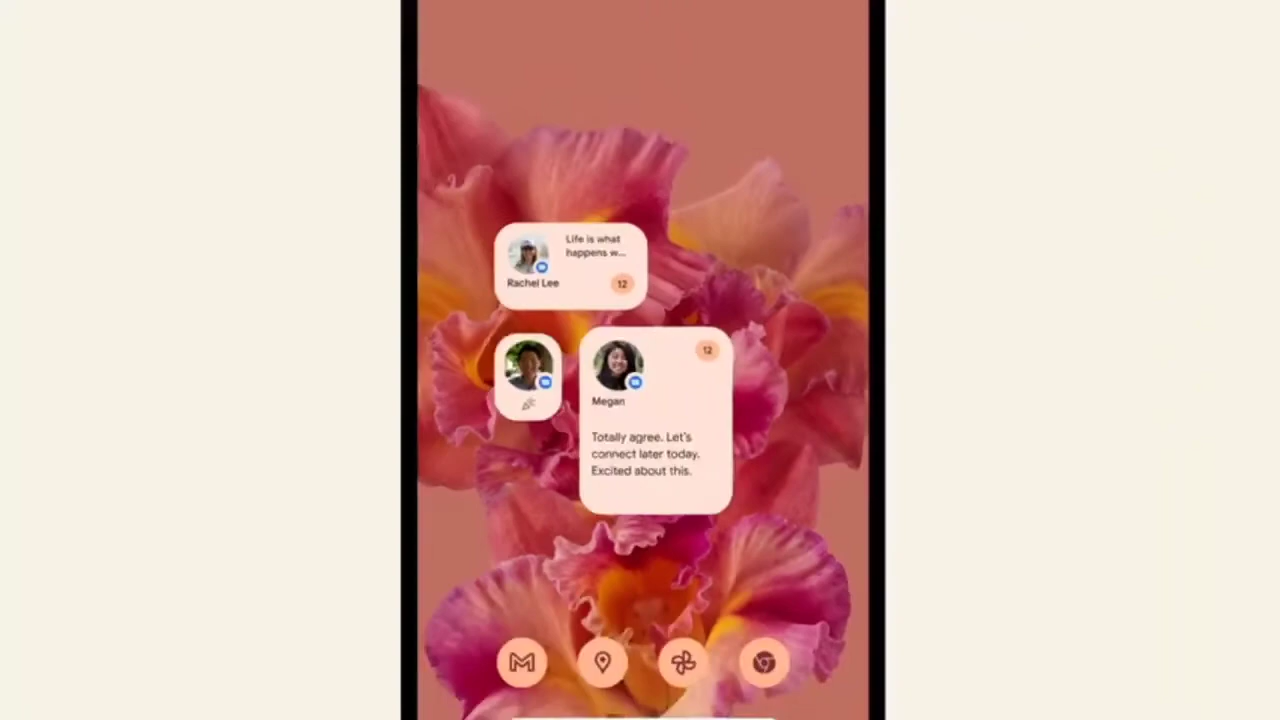 Life is what
happens w...
Rachel Lee
12
12
Megan
Totally agree. Let's
connect later today.
Excited about this.